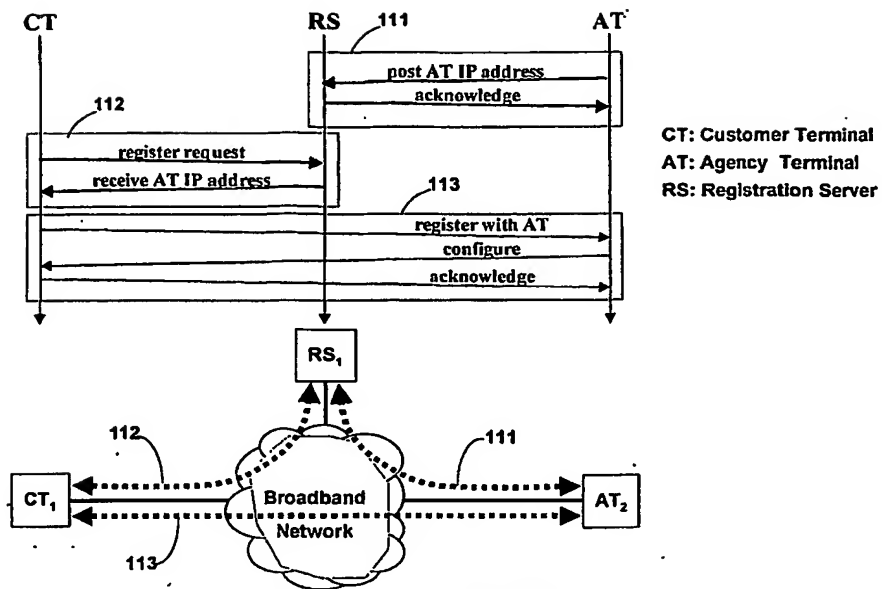 CT RS AT
111
post AT IP address
acknowledge
112
register request
receive AT IP address
CT: Customer Terminal
AT: Agency Terminal
RS: Registration Server
113
register with AT
configure
acknowledge
RS₁
112
111
CT₁
Broadband
Network
AT₂
113